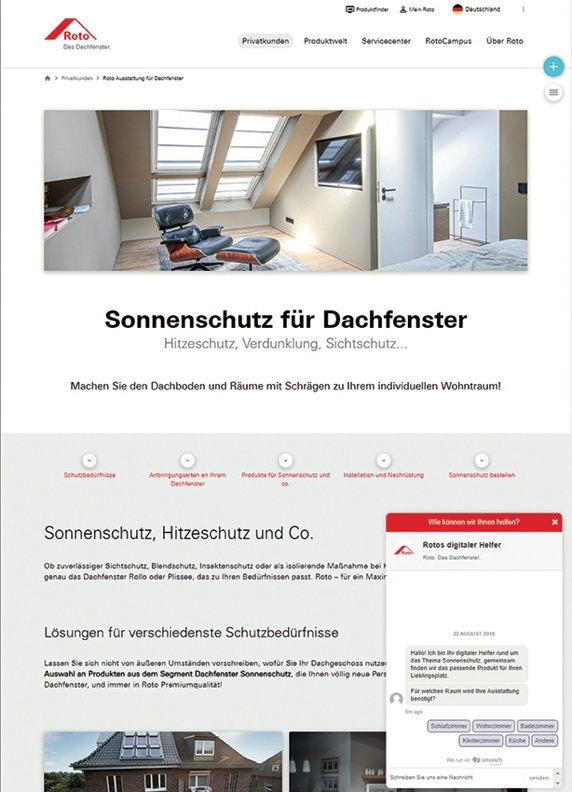 Produktfinder Mein Roto Deutschland
Roto
Das Dachfenster.
Privatkunden Produktwelt Servicecenter RotoCampus Über Roto
Privatkunden > Roto Ausstattung für Dachfenster
Sonnenschutz für Dachfenster
Hitzeschutz, Verdunklung, Sichtschutz...
Machen Sie den Dachboden und Räume mit Schrägen zu Ihrem individuellen Wohntraum!
Schutzbedürfnisse
Anbringungsarten an Ihrem
Dachfenster
Produkte für Sonnenschutz und
co.
Installation und Nachrüstung
Sonnenschutz bestellen
Sonnenschutz, Hitzeschutz und Co.
Ob zuverlässiger Sichtschutz, Blendschutz, Insektenschutz oder als isolierende Maßnahme bei H
genau das Dachfenster Rollo oder Plissee, das zu Ihren Bedürfnissen passt. Roto – für ein Maxir
Lösungen für verschiedenste Schutzbedürfnisse
Lassen Sie sich nicht von äußeren Umständen vorschreiben, wofür Sie Ihr Dachgeschoss nutze
Auswahl an Produkten aus dem Segment Dachfenster Sonnenschutz, die Ihnen völlig neue Pers
Dachfenster, und immer in Roto Premiumqualität!
Wie können wir Ihnen helfen?
Rotos digitaler Helfer
Roto. Das Dachfenster.
22 AUGUST 2019
Hallo! Ich bin Ihr digitaler Helfer rund um
das Thema Sonnenschutz, gemeinsam
finden wir das passende Produkt für Ihren
Lieblingsplatz.
Für welchen Raum wird Ihre Ausstattung
benötigt?
5m ago
Schlafzimmer Wohnzimmer Badezimmer
Kinderzimmer Küche Andere
We run on smooch
Schreiben Sie uns eine Nachricht senden